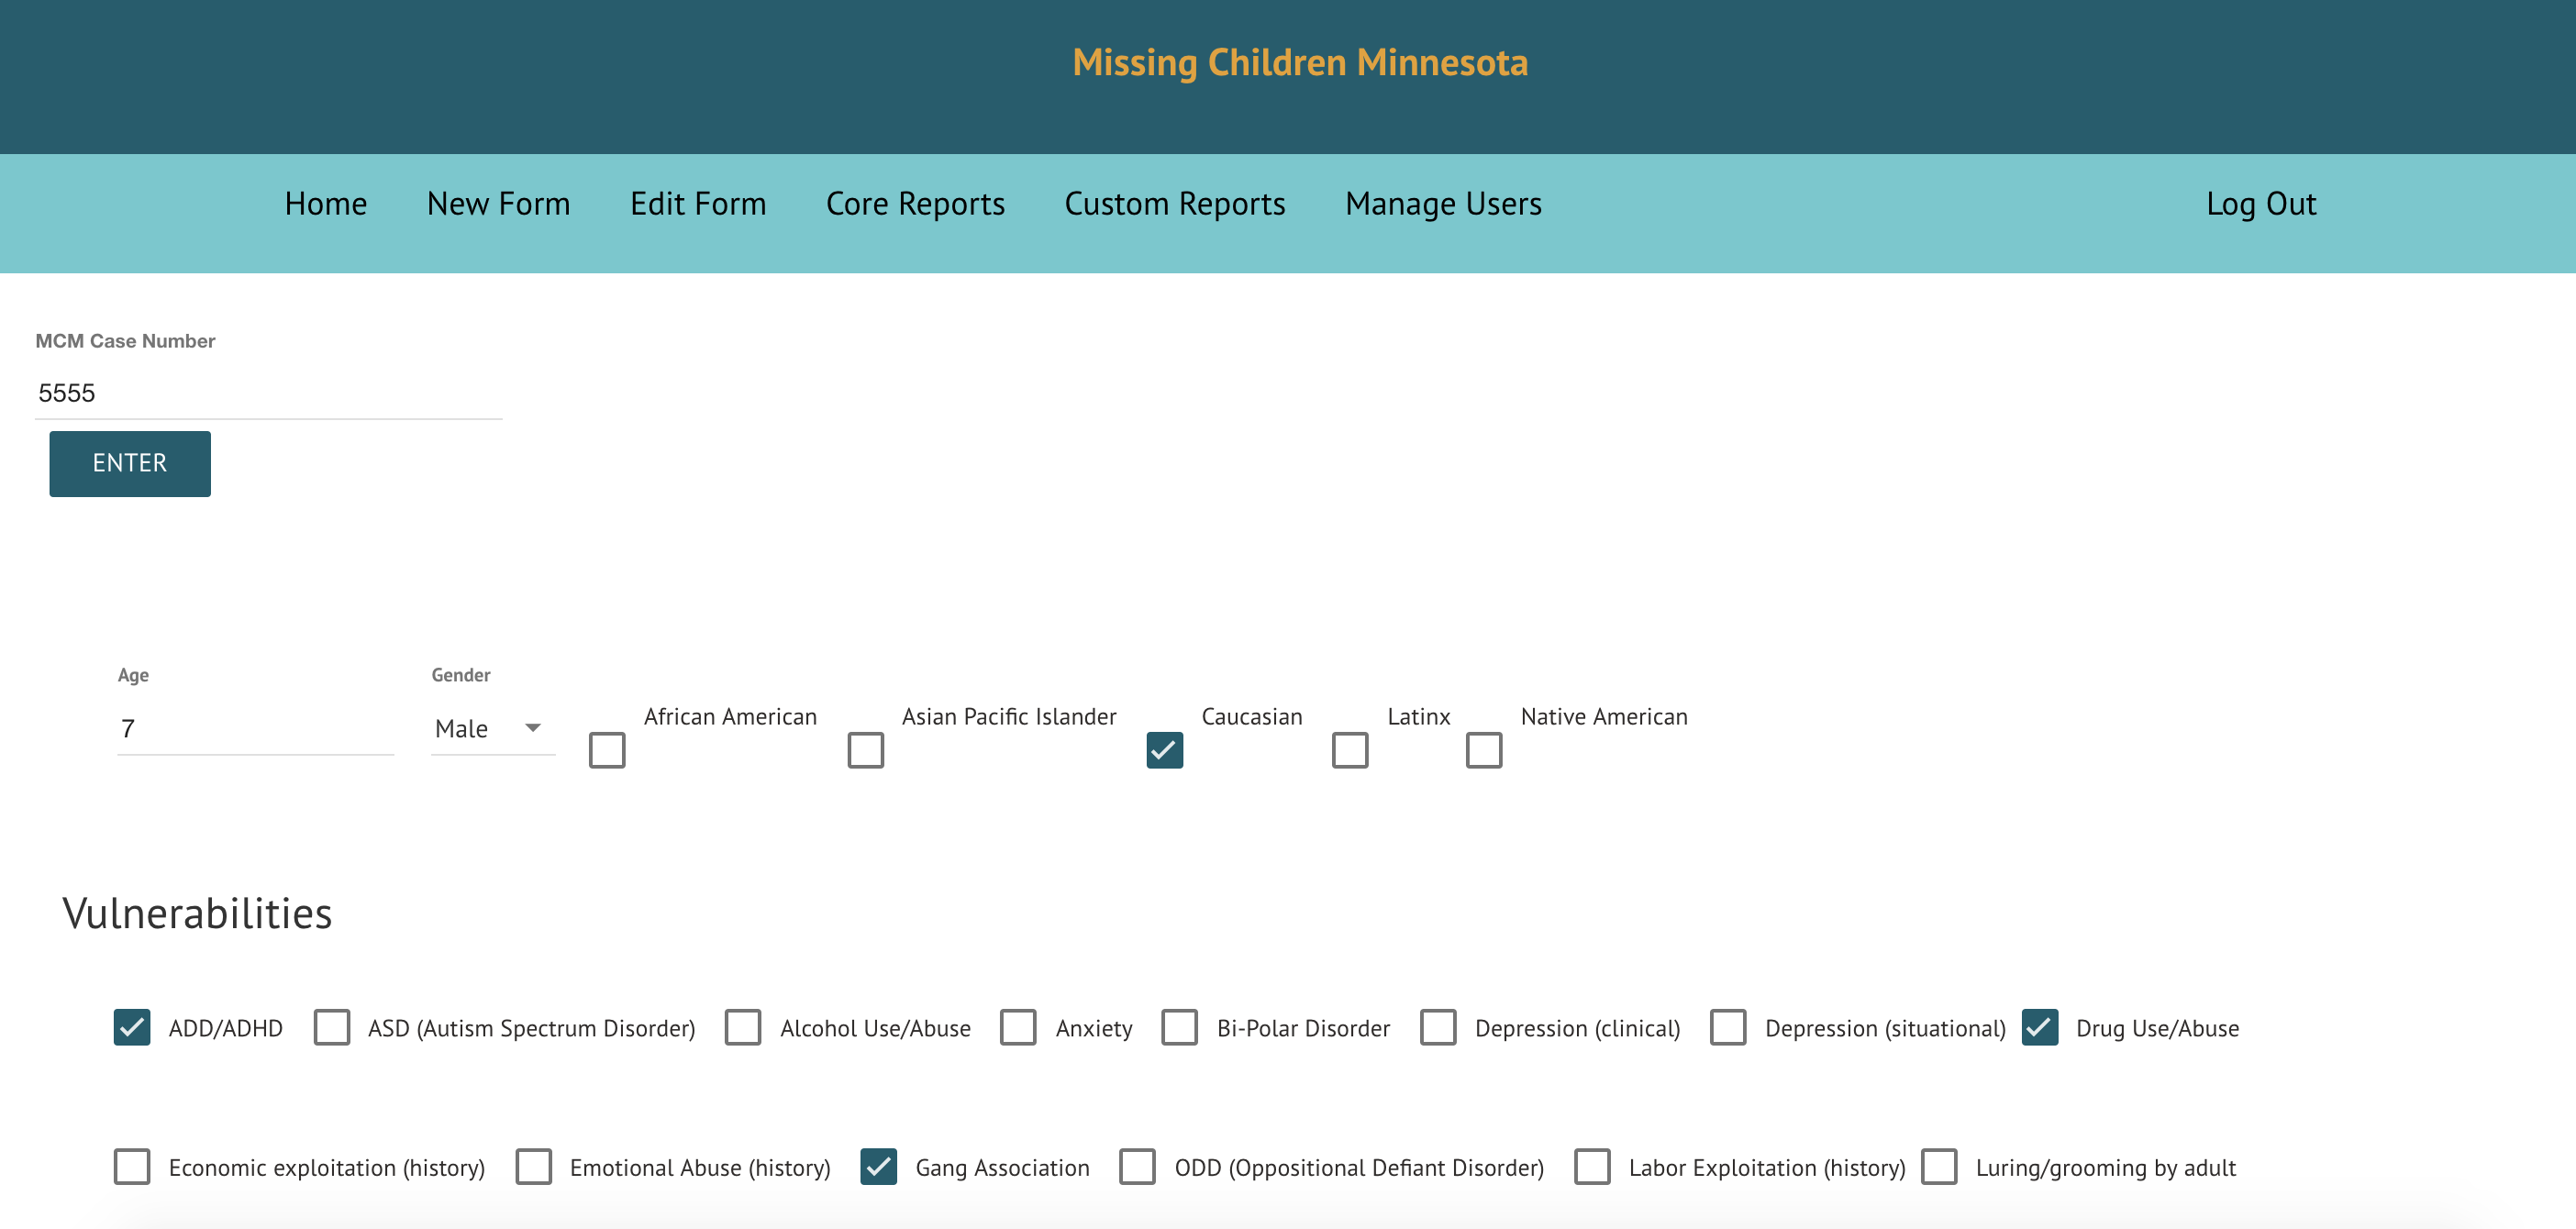 Missing Children Minnesota
Home New Form Edit Form Core Reports Custom Reports Manage Users Log Out
MCM Case Number
5555
ENTER
Age Gender
7 Male African American Asian Pacific Islander Caucasian Latinx Native American
Vulnerabilities
ADD/ADHD ASD (Autism Spectrum Disorder) Alcohol Use/Abuse Anxiety Bi-Polar Disorder Depression (clinical) Depression (situational) Drug Use/Abuse
Economic exploitation (history) Emotional Abuse (history) Gang Association ODD (Oppositional Defiant Disorder) Labor Exploitation (history) Luring/grooming by adult